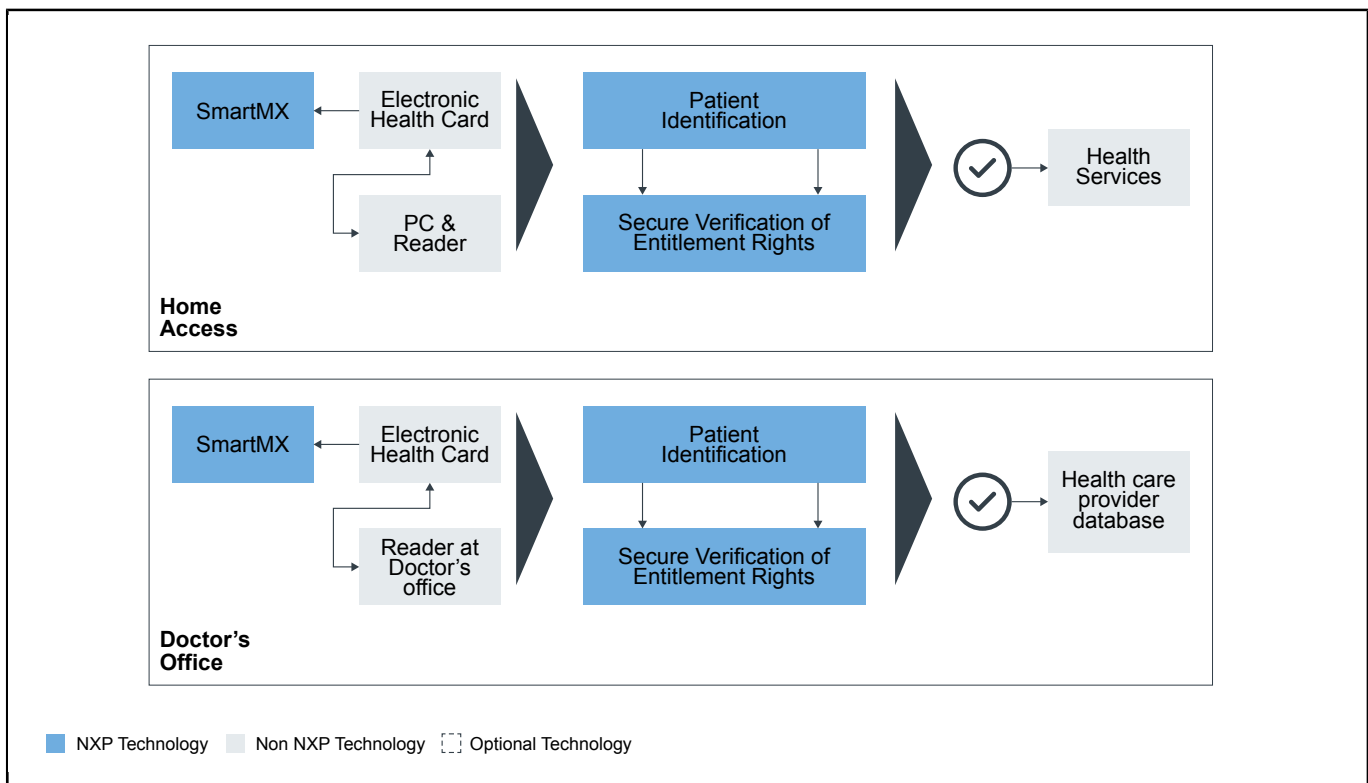 SmartMX
Electronic
Health Card
PC &
Reader
Patient
Identification
Secure Verification of
Entitlement Rights
Health
Services
Home
Access
SmartMX
Electronic
Health Card
Reader at
Doctor’s
office
Patient
Identification
Secure Verification of
Entitlement Rights
Health care
provider
database
Doctor’s
Office
NXP Technology
Non NXP Technology
Optional Technology